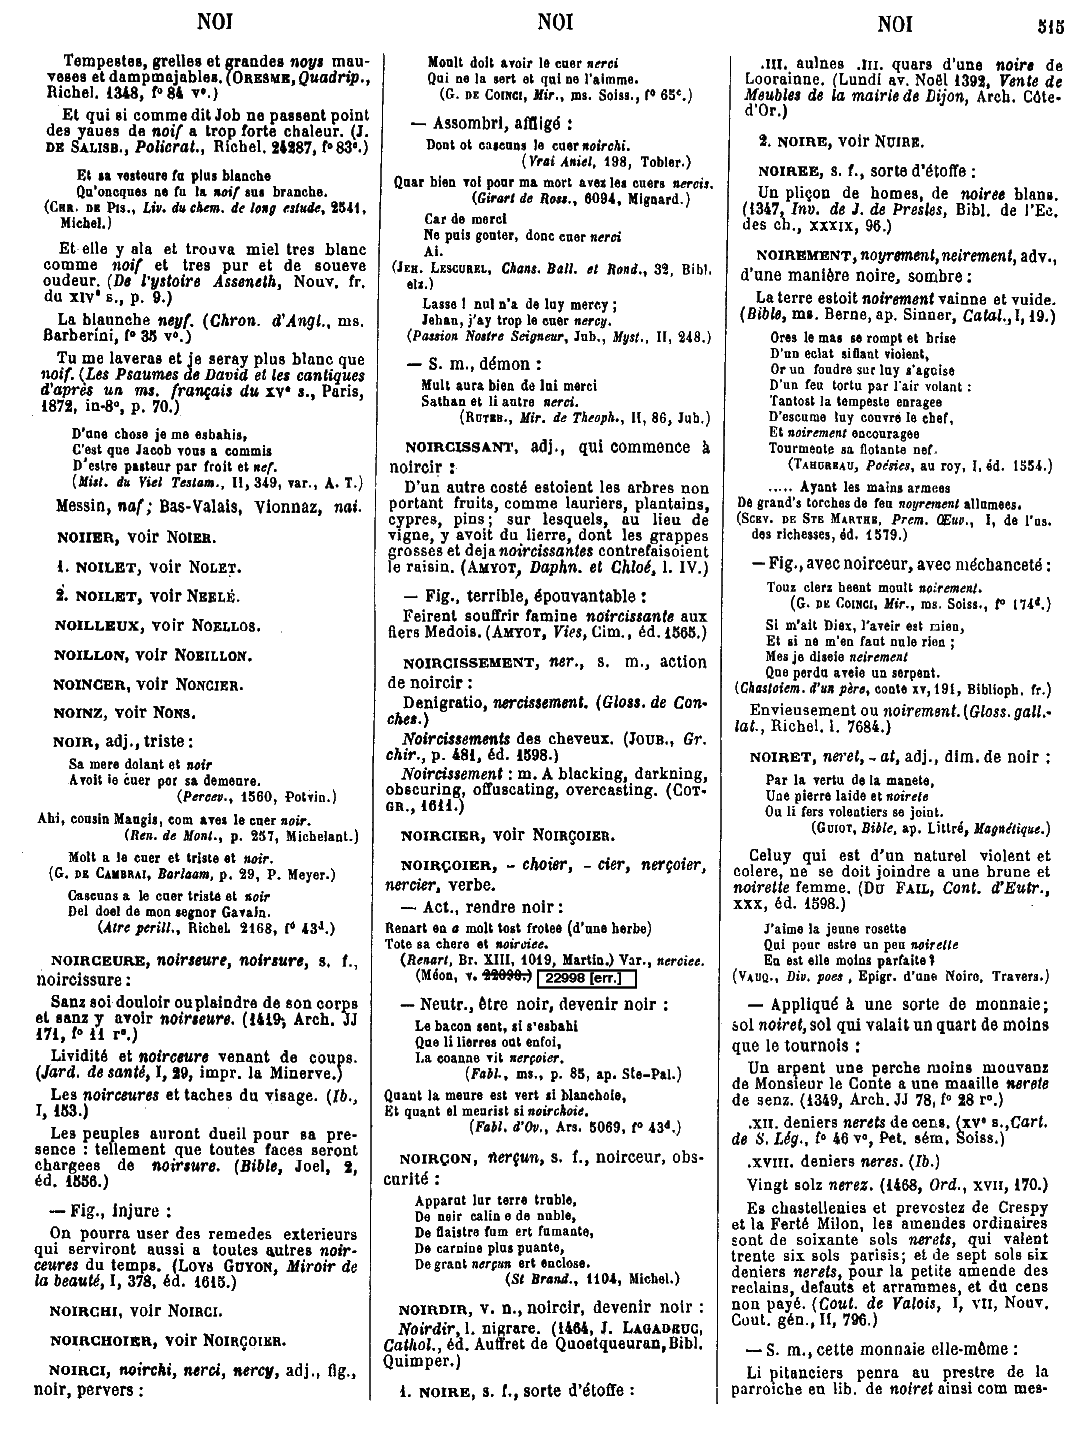 NOI NOI NOI 515
Tempestes, grelles et grandes noys mau-
veses et dampmajables. (ORESME, Quadrip.,
Richel. 1348, fº 84 vº.)
Et qui si comme dit Job ne passent point
des yaues de noif a trop forte chaleur. (J.
DE SALISB., Policrat., Richel. 24287, fº 83ª.)
Et sa vesteure fu plus blanche
Qu'oncques ne fu la noif sus branche.
(CHR. DE PIS., Liv. du chem. de long estude, 2541,
Michel.)
Et elle y ala et trouva miel tres blanc
comme noif et tres pur et de soueve
oudeur. (De l'ystoire Asseneth, Nouv. fr.
du XIVᵉ s., p. 9.)
La blaunche neyf. (Chron. d'Angl., ms.
Barberini, fº 35 vº.)
Tu me laveras et je seray plus blanc que
noif. (Les Psaumes de David et les cantiques
d'après un ms. français du XVᵉ s., Paris,
1872, in-8º, p. 70.)
D'une chose je me esbahis,
C'est que Jacob vous a commis
D'estre pasteur par froit et nef.
(Mist. du Viel Testam., II, 349, var., A. T.)
Messin, naf; Bas-Valais, Vionnaz, nai.
NOIIER, voir NOIER.
1. NOILET, voir NOLET.
2. NOILET, voir NEELÉ.
NOILLEUX, voir NOELLOS.
NOILLON, voir NOEILLON.
NOINCER, voir NONCIER.
NOINZ, voir NONS.
NOIR, adj., triste :
Sa mere dolant et noir
Avoit le cuer por sa demeure.
(Percev., 1560, Potvin.)
Ahi, cousin Maugis, com aves le cuer noir.
(Ren. de Mont., p. 257, Michelant.)
Molt a le cuer et triste et noir.
(G. DE CAMBRAI, Barlaam, p. 29, P. Meyer.)
Cascuns a le cuer triste et noir
Del doel de mon segnor Gavain.
(Atre perill., Richel. 2168, fº 43ᵈ.)
NOIRCEURE, noirseure, noirsure, s. f.,
noircissure :
Sanz soi douloir ou plaindre de son corps
et sanz y avoir noirseure. (1419, Arch. JJ
171, fº 11 rº.)
Lividité et noirceure venant de coups.
(Jard. de santé, I, 29, impr. la Minerve.)
Les noirceures et taches du visage. (Ib.,
I, 153.)
Les peuples auront dueil pour sa pre-
sence : tellement que toutes faces seront
chargees de noirsure. (Bible, Joel, 2,
éd. 1556.)
— Fig., injure :
On pourra user des remedes exterieurs
qui serviront aussi a toutes autres noir-
ceures du temps. (LOYS GUYON, Miroir de
la beauté, I, 378, éd. 1615.)
NOIRCHI, voir NOIRCI.
NOIRCHOIER, voir NOIRÇOIER.
NOIRCI, noirchi, nerci, nercy, adj., fig.,
noir, pervers :
Moult doit avoir le cuer nerci
Qui ne la sert et qui ne l'aimme.
(G. DE COINCI, Mir., ms. Soiss., fº 65ᶜ.)
— Assombri, affligé :
Dont ot cascuns le cuer noirchi.
(Vrai Aniel, 198, Tobler.)
Quar bien voi pour ma mort avez les cuers nercis.
(Girart de Ross., 6094, Mignard.)
Car de merci
Ne puis gouter, donc cuer nerci
Ai.
(JEH. LESCUREL, Chans. Ball. et Rond., 32, Bibl.
elz.)
Lasse ! nul n'a de luy mercy ;
Jehan, j'ay trop le cuer nercy.
(Passion Nostre Seigneur, Jub., Myst., II, 248.)
— S. m., démon :
Mult aura bien de lui merci
Sathan et li autre nerci.
(RUTEB., Mir. de Theoph., II, 86, Jub.)
NOIRCISSANT, adj., qui commence à
noircir :
D'un autre costé estoient les arbres non
portant fruits, comme lauriers, plantains,
cypres, pins ; sur lesquels, au lieu de
vigne, y avoit du lierre, dont les grappes
grosses et deja noircissantes contrefaisoient
le raisin. (AMYOT, Daphn. et Chloé, l. IV.)
— Fig., terrible, épouvantable :
Feirent souffrir famine noircissante aux
fiers Medois. (AMYOT, Vies, Cim., éd. 1565.)
NOIRCISSEMENT, ner., s. m., action
de noircir :
Denigratio, nercissement. (Gloss. de Con-
ches.)
Noircissements des cheveux. (JOUB., Gr.
chir., p. 481, éd. 1598.)
Noircissement : m. A blacking, darkning,
obscuring, offuscating, overcasting. (COT-
GR., 1611.)
NOIRCIER, voir NOIRÇOIER.
NOIRÇOIER, - choier, - cier, nerçoier,
nercier, verbe.
— Act., rendre noir :
Renart en a molt tost frotee (d'une herbe)
Tote sa chere et noirciee.
(Renart, Br. XIII, 1019, Martin.) Var., nerciee.
(Méon, v. 22098.) 22998 [err.]
— Neutr., être noir, devenir noir :
Le bacon sent, si s'esbahi
Que li lierres out enfoi,
La coanne vit nerçoier.
(Fabl., ms., p. 85, ap. Ste-Pal.)
Quant la meure est vert si blanchoie,
Et quant el meurist si noirchoie.
(Fabl. d'Ov., Ars. 5069, fº 43ᵈ.)
NOIRÇON, nerçun, s. f., noirceur, obs-
curité :
Apparut lur terre truble,
De neir calin e de nuble,
De flaistre fum ert fumante,
De caruine plus puante,
De grant nerçun ert enclose.
(St Brand., 1104, Michel.)
NOIRDIR, v. n., noircir, devenir noir :
Noirdir, l. nigrare. (1464, J. LAGADEUC,
Cathol., éd. Auffret de Quoetqueuran, Bibl.
Quimper.)
1. NOIRE, s. f., sorte d'étoffe :
.III. aulnes .III. quars d'une noire de
Looraine. (Lundi av. Noël 1392, Vente de
Meubles de la mairie de Dijon, Arch. Côte-
d'Or.)
2. NOIRE, voir NUIRE.
NOIREE, s. f., sorte d'étoffe :
Un pliçon de homes, de noiree blans.
(1347, Inv. de J. de Presles, Bibl. de l'Ec.
des ch., XXXIX, 96.)
NOIREMENT, noyrement, neirement, adv.,
d'une manière noire, sombre :
La terre estoit noirement vainne et vuide.
(Bible, ms. Berne, ap. Sinner, Catal., I, 19.)
Ores le mas se rompt et brise
D'un eclat siflant violent,
Or un foudre sur luy s'aguise
D'un feu tortu par l'air volant :
Tantost la tempeste enragee
D'escume luy couvre le chef,
Et noirement encouragee
Tourmente sa flotante nef.
(TAHUREAU, Poésies, au roy, I, éd. 1554.)
..... Ayant les mains armees
De grand's torches de feu noyrement allumees.
(SCEV. DE STE MARTHE, Prem. Œuv., I, de l'us.
des richesses, éd. 1579.)
— Fig., avec noirceur, avec méchanceté :
Touz clerz heent moult noirement.
(G. DE COINCI, Mir., ms. Soiss., fº 174ᵈ.)
Si m'ait Diex, l'aveir est mien,
Et si ne m'en faut nule rien ;
Mes je diseie neirement
Que perdu aveie un serpent.
(Chastoiem. d'un père, conte XV, 191, Biblioph. fr.)
Envieusement ou noirement. (Gloss. gall.-
lat., Richel. l. 7684.)
NOIRET, neret, - at, adj., dim. de noir :
Par la vertu de la manete,
Une pierre laide et noirete
Ou li fers volentiers se joint.
(GUIOT, Bible, ap. Littré, Magnétique.)
Celuy qui est d'un naturel violent et
colere, ne se doit joindre a une brune et
noirette femme. (DU FAIL, Cont. d'Eutr.,
XXX, éd. 1598.)
J'aime la jeune rosette
Qui pour estre un peu noirette
En est elle moins parfaite ?
(VAUQ., Div. poes, Epigr. d'une Noire, Travers.)
— Appliqué à une sorte de monnaie;
sol noiret, sol qui valait un quart de moins
que le tournois :
Un arpent une perche moins mouvanz
de Monsieur le Conte a une maaille nerete
de senz. (1349, Arch. JJ 78, fº 28 rº.)
.XII. deniers nerets de cens. (XVᵉ s., Cart.
de S. Lég., fº 46 vº, Pet. sém. Soiss.)
.XVIII. deniers neres. (Ib.)
Vingt solz nerez. (1468, Ord., XVII, 170.)
Es chastellenies et prevostez de Crespy
et la Ferté Milon, les amendes ordinaires
sont de soixante sols nerets, qui valent
trente six sols parisis; et de sept sols six
deniers nerets, pour la petite amende des
reclains, defauts et arrammes, et du cens
non payé. (Cout. de Valois, I, VII, Nouv.
Cout. gén., II, 796.)
— S. m., cette monnaie elle-même :
Li pitanciers penra au prestre de la
parroiche en lib. de noiret ainsi com mes-